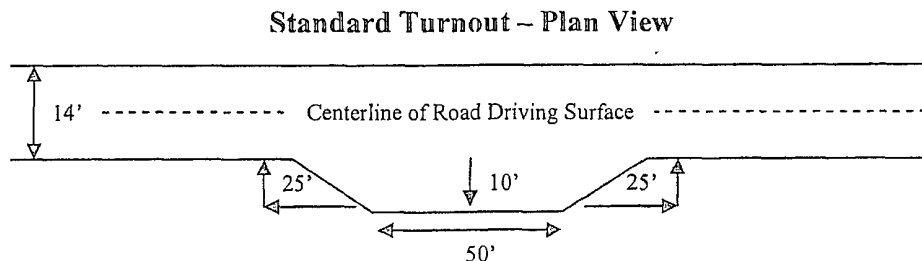 Standard Turnout – Plan View
14'
Centerline of Road Driving Surface
25'
10'
25'
50'